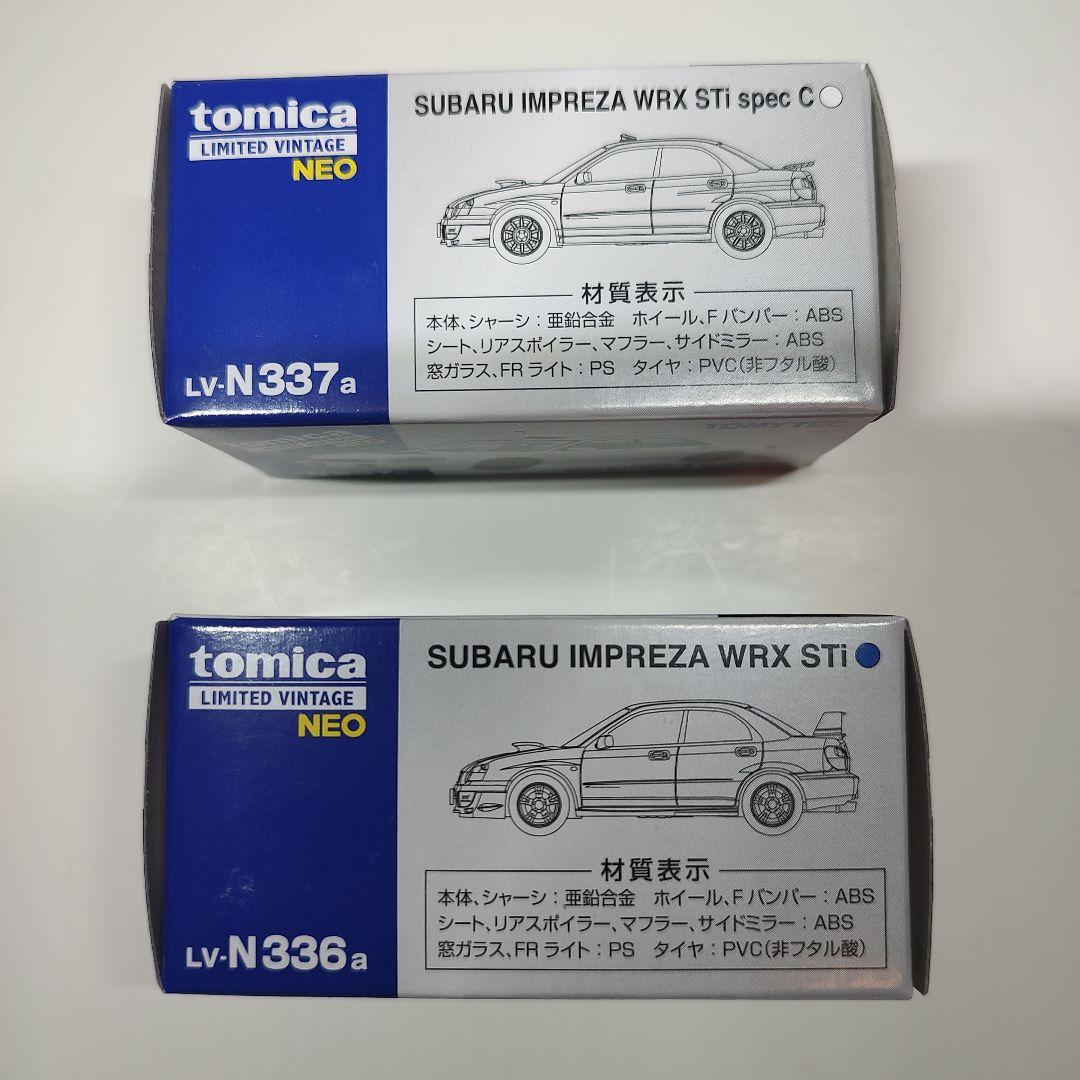 tomica
LIMITED VINTAGE
NEO
SUBARU IMPREZA WRX STi spec C
材質表示
本体、シャーシ：亜鉛合金 ホイール、Fバンパー：ABS
シート、リアスポイラー、マフラー、サイドミラー：ABS
窓ガラス、FRライト：PS タイヤ：PVC（非フタル酸）
LV-N337a
TOMYTEC
tomica
LIMITED VINTAGE
NEO
SUBARU IMPREZA WRX STi
材質表示
本体、シャーシ：亜鉛合金 ホイール、Fバンパー：ABS
シート、リアスポイラー、マフラー、サイドミラー：ABS
窓ガラス、FRライト：PS タイヤ：PVC（非フタル酸）
LV-N336a